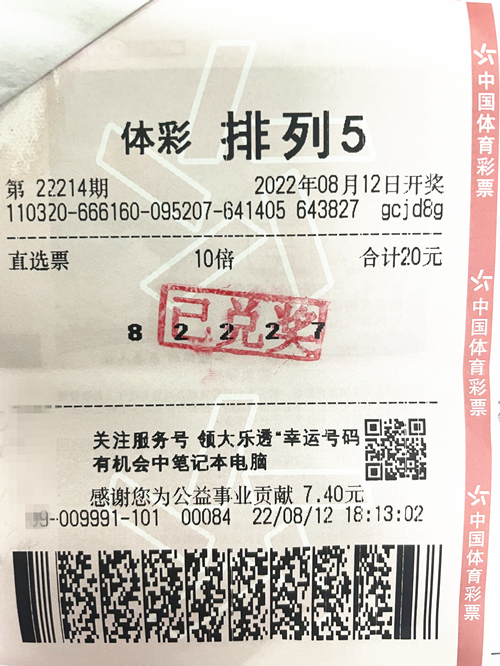 体彩 排列5
第 22214期 2022年08月12日开奖
110320-666160-095207-641405 643827 gcjd8g
直选票 10倍 合计20元
8 2 2 2 7
已兑奖
关注服务号 领大乐透"幸运号码
有机会中笔记本电脑
感谢您为公益事业贡献 7.40元
9-009991-101 00084 22/08/12 18:13:02
中国体育彩票
中国体育彩票
中国体育彩票